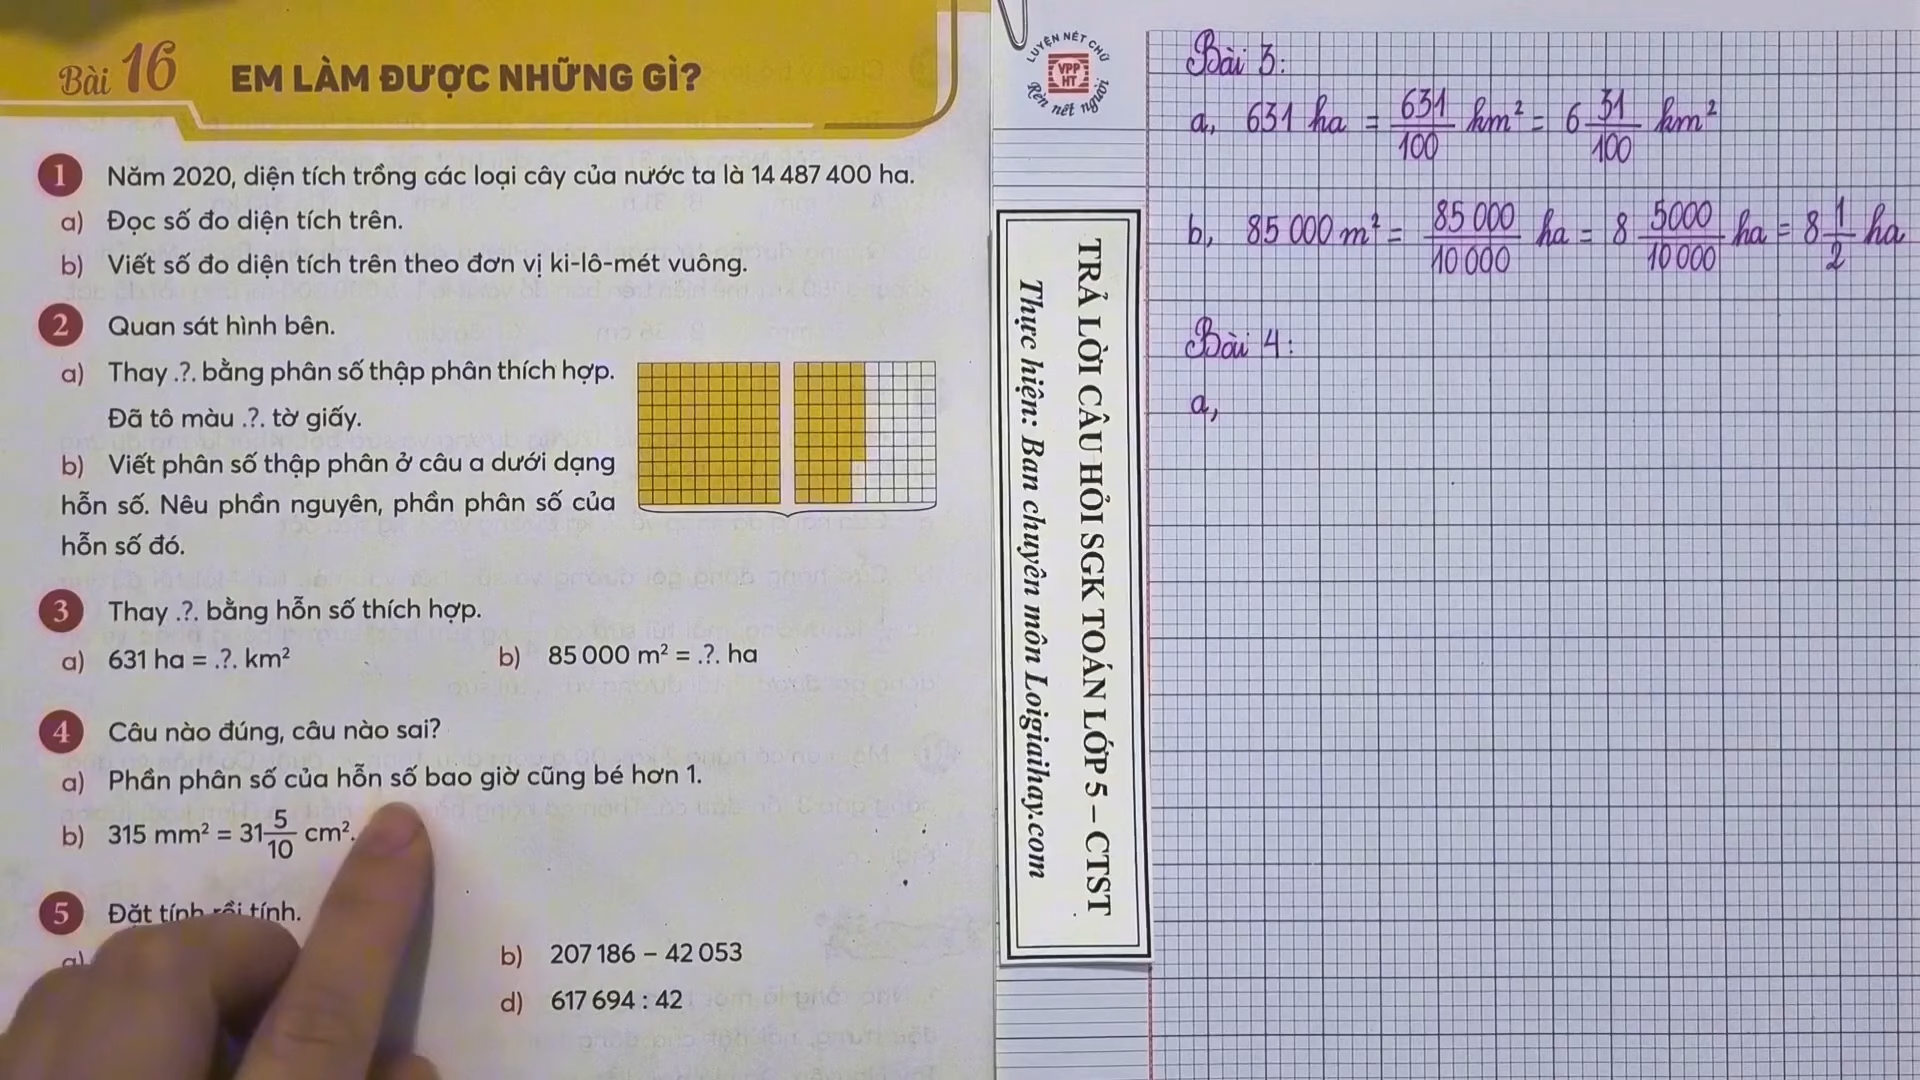 Bài 16 EM LÀM ĐƯỢC NHỮNG GÌ?
1 Năm 2020, diện tích trồng các loại cây của nước ta là 14 487 400 ha.
a) Đọc số đo diện tích trên.
b) Viết số đo diện tích trên theo đơn vị ki-lô-mét vuông.
2 Quan sát hình bên.
a) Thay .?. bằng phân số thập phân thích hợp.
Đã tô màu .?. tờ giấy.
b) Viết phân số thập phân ở câu a dưới dạng
hỗn số. Nêu phần nguyên, phần phân số của
hỗn số đó.
3 Thay .?. bằng hỗn số thích hợp.
a) 631 ha = .?. km² b) 85 000 m² = .?. ha
4 Câu nào đúng, câu nào sai?
a) Phần phân số của hỗn số bao giờ cũng bé hơn 1.
b) 315 mm² = 31 5/10 cm².
5 Đặt tính rồi tính.
a)
b) 207 186 – 42 053
d) 617 694 : 42
LUYỆN NÉT CHỮ
VPP
HT
Rèn nết người
TRẢ LỜI CÂU HỎI SGK TOÁN LỚP 5 – CTST
Thực hiện: Ban chuyên môn Loigiaihay.com
Bài 3:
a, 631 ha = 631/100 km² = 6 31/100 km²
b, 85 000 m² = 85 000/10 000 ha = 8 5000/10 000 ha = 8 1/2 ha
Bài 4:
a,